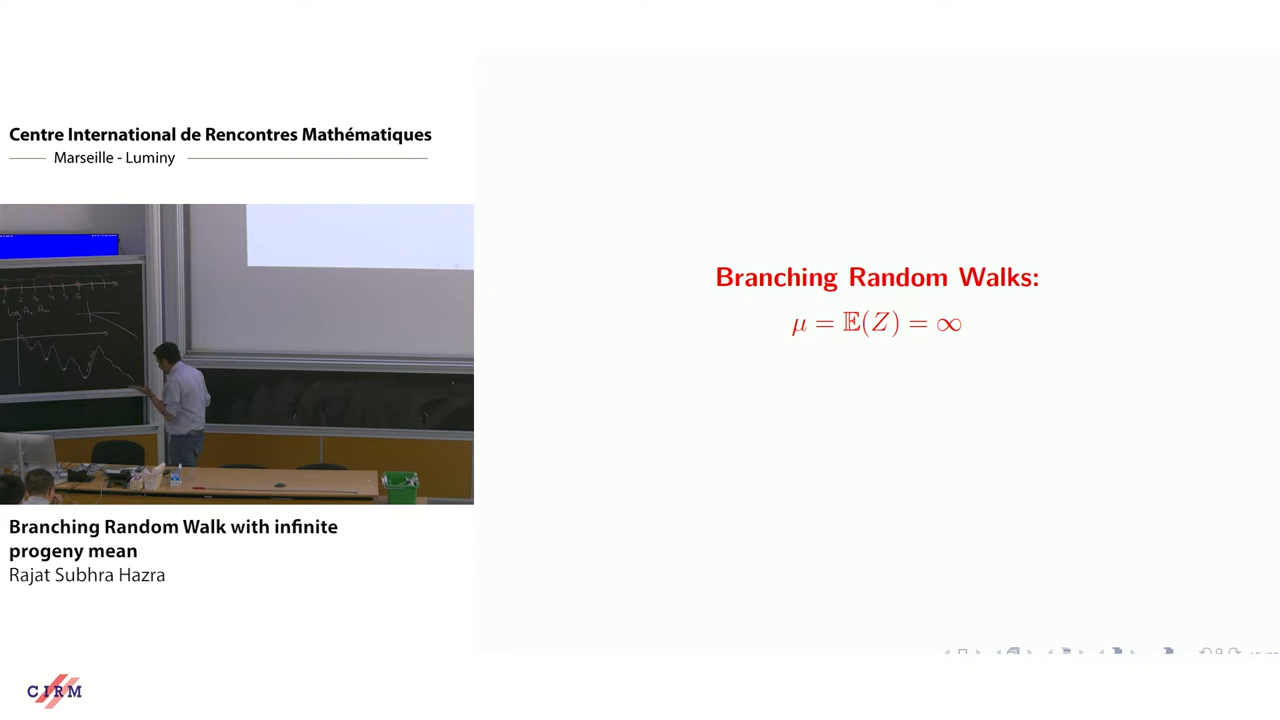 Centre International de Rencontres Mathématiques
Marseille - Luminy
Branching Random Walks:
μ = 𝔼(Z) = ∞
Branching Random Walk with infinite
progeny mean
Rajat Subhra Hazra
CIRM